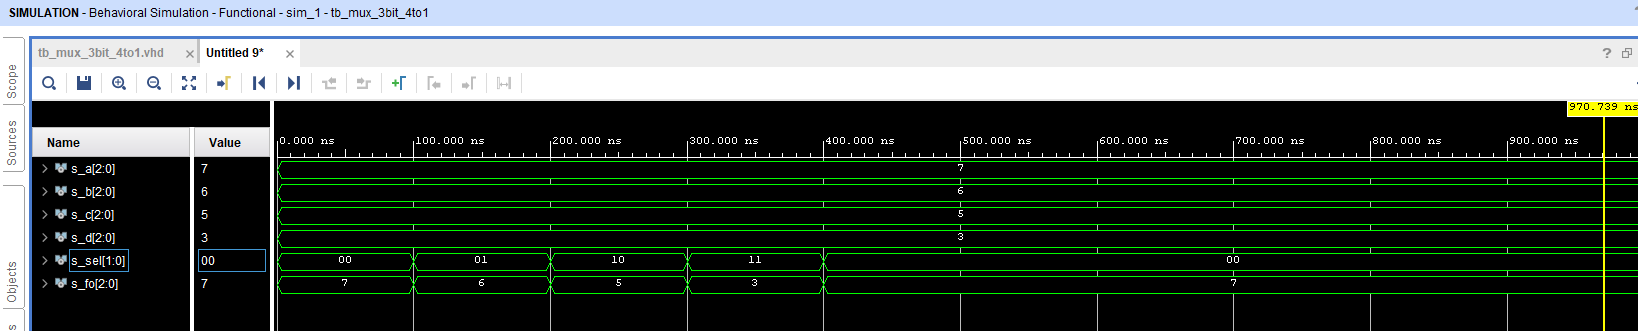 SIMULATION - Behavioral Simulation - Functional - sim_1 - tb_mux_3bit_4to1
tb_mux_3bit_4to1.vhd × Untitled 9* × ?
Scope
Sources
Objects
970.739 ns
Name Value 0.000 ns 100.000 ns 200.000 ns 300.000 ns 400.000 ns 500.000 ns 600.000 ns 700.000 ns 800.000 ns 900.000 ns
s_a[2:0] 7 7
s_b[2:0] 6 6
s_c[2:0] 5 5
s_d[2:0] 3 3
s_sel[1:0] 00 00 01 10 11 00
s_fo[2:0] 7 7 6 5 3 7